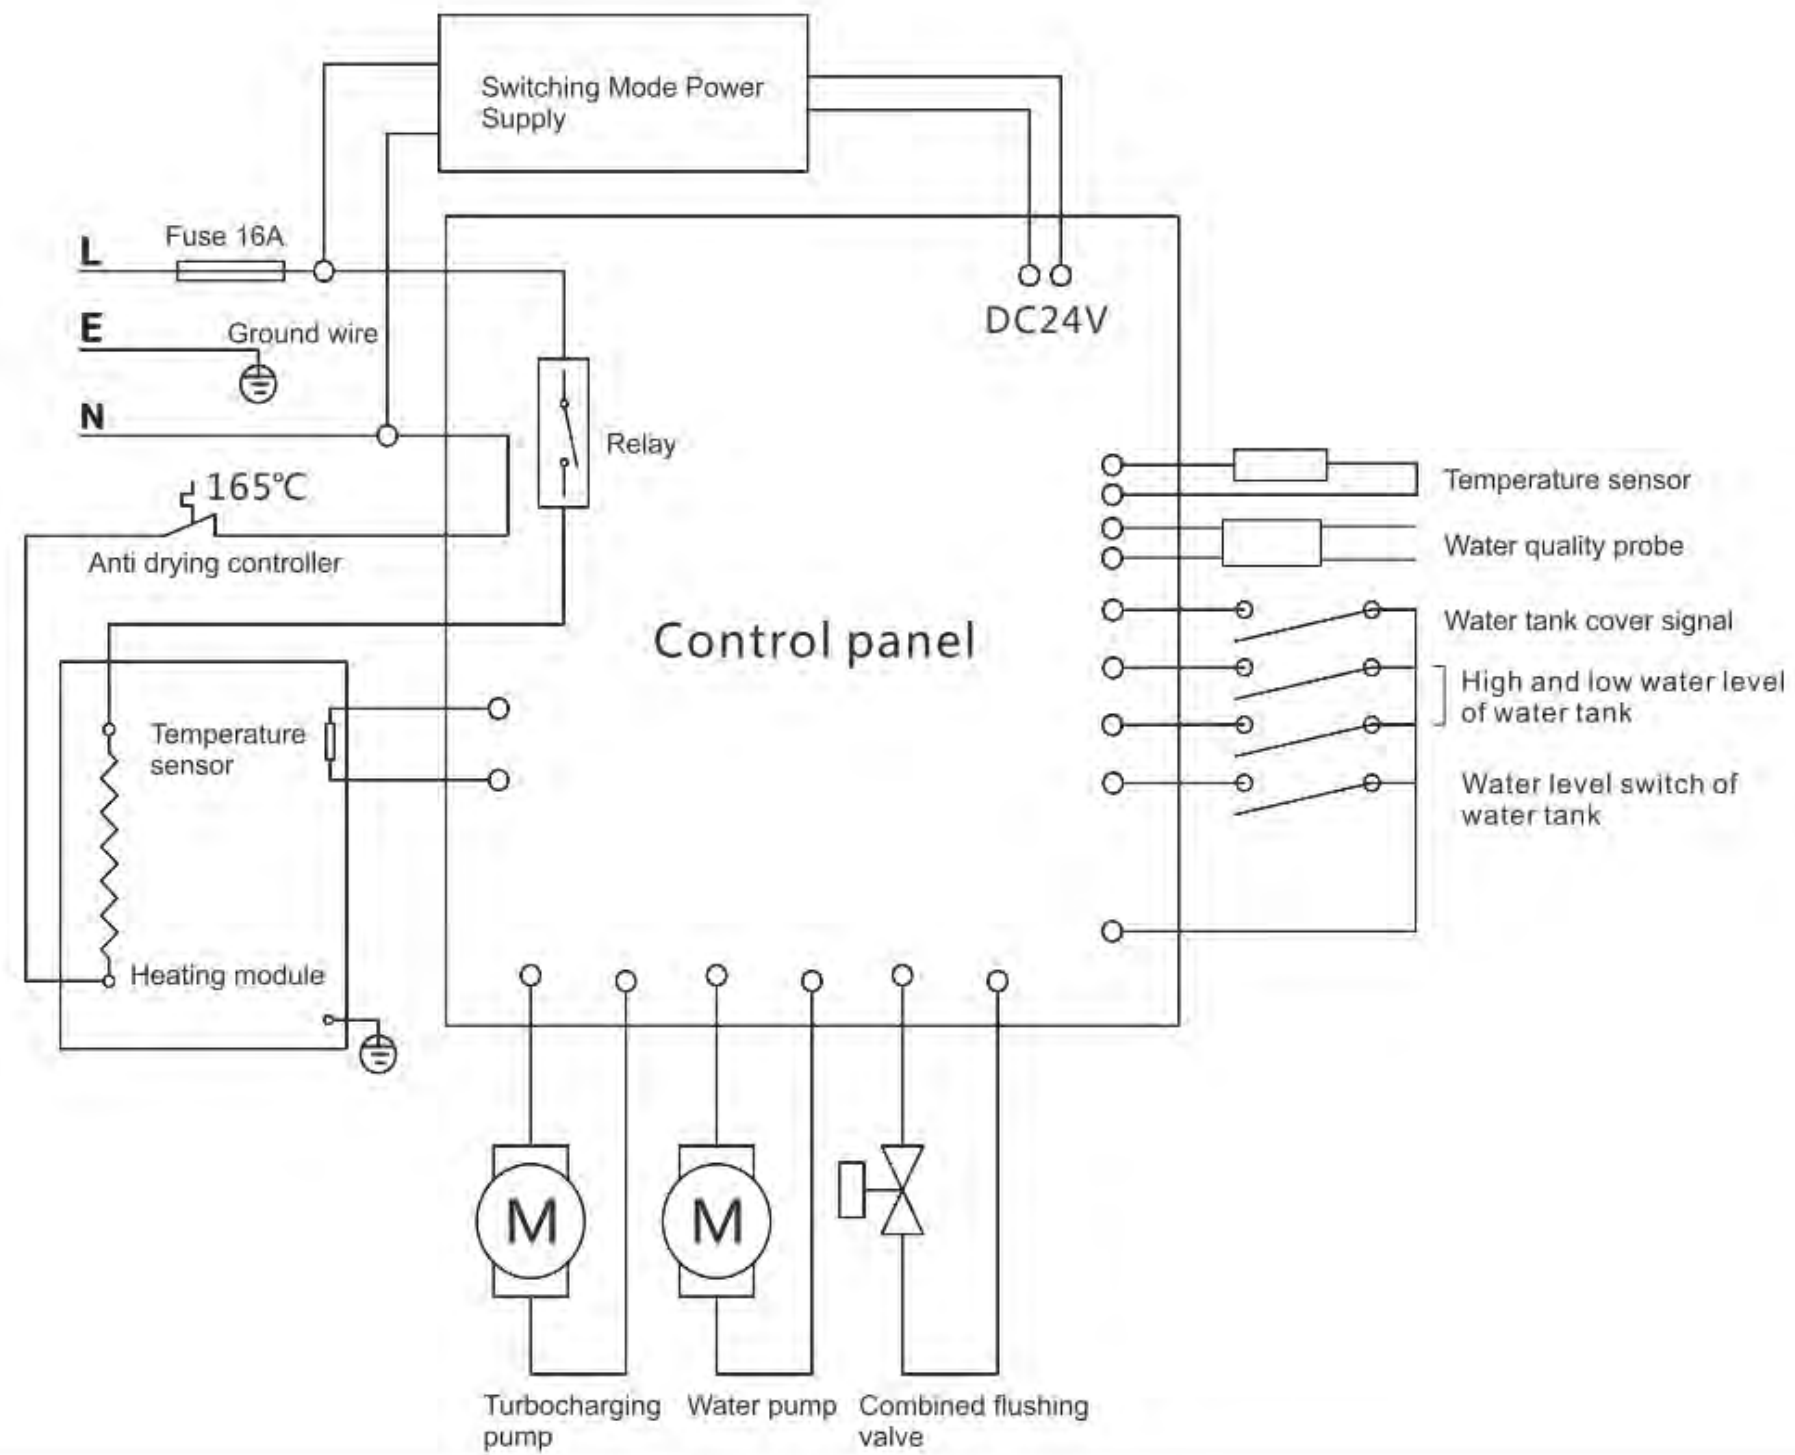 Switching Mode Power
Supply
Fuse 16A
L
DC24V
E
Ground wire
N
Relay
165℃
Anti drying controller
Temperature sensor
Water quality probe
Control panel
Water tank cover signal
High and low water level
of water tank
Temperature
sensor
Water level switch of
water tank
Heating module
M
M
Turbocharging
pump
Water pump
Combined flushing
valve